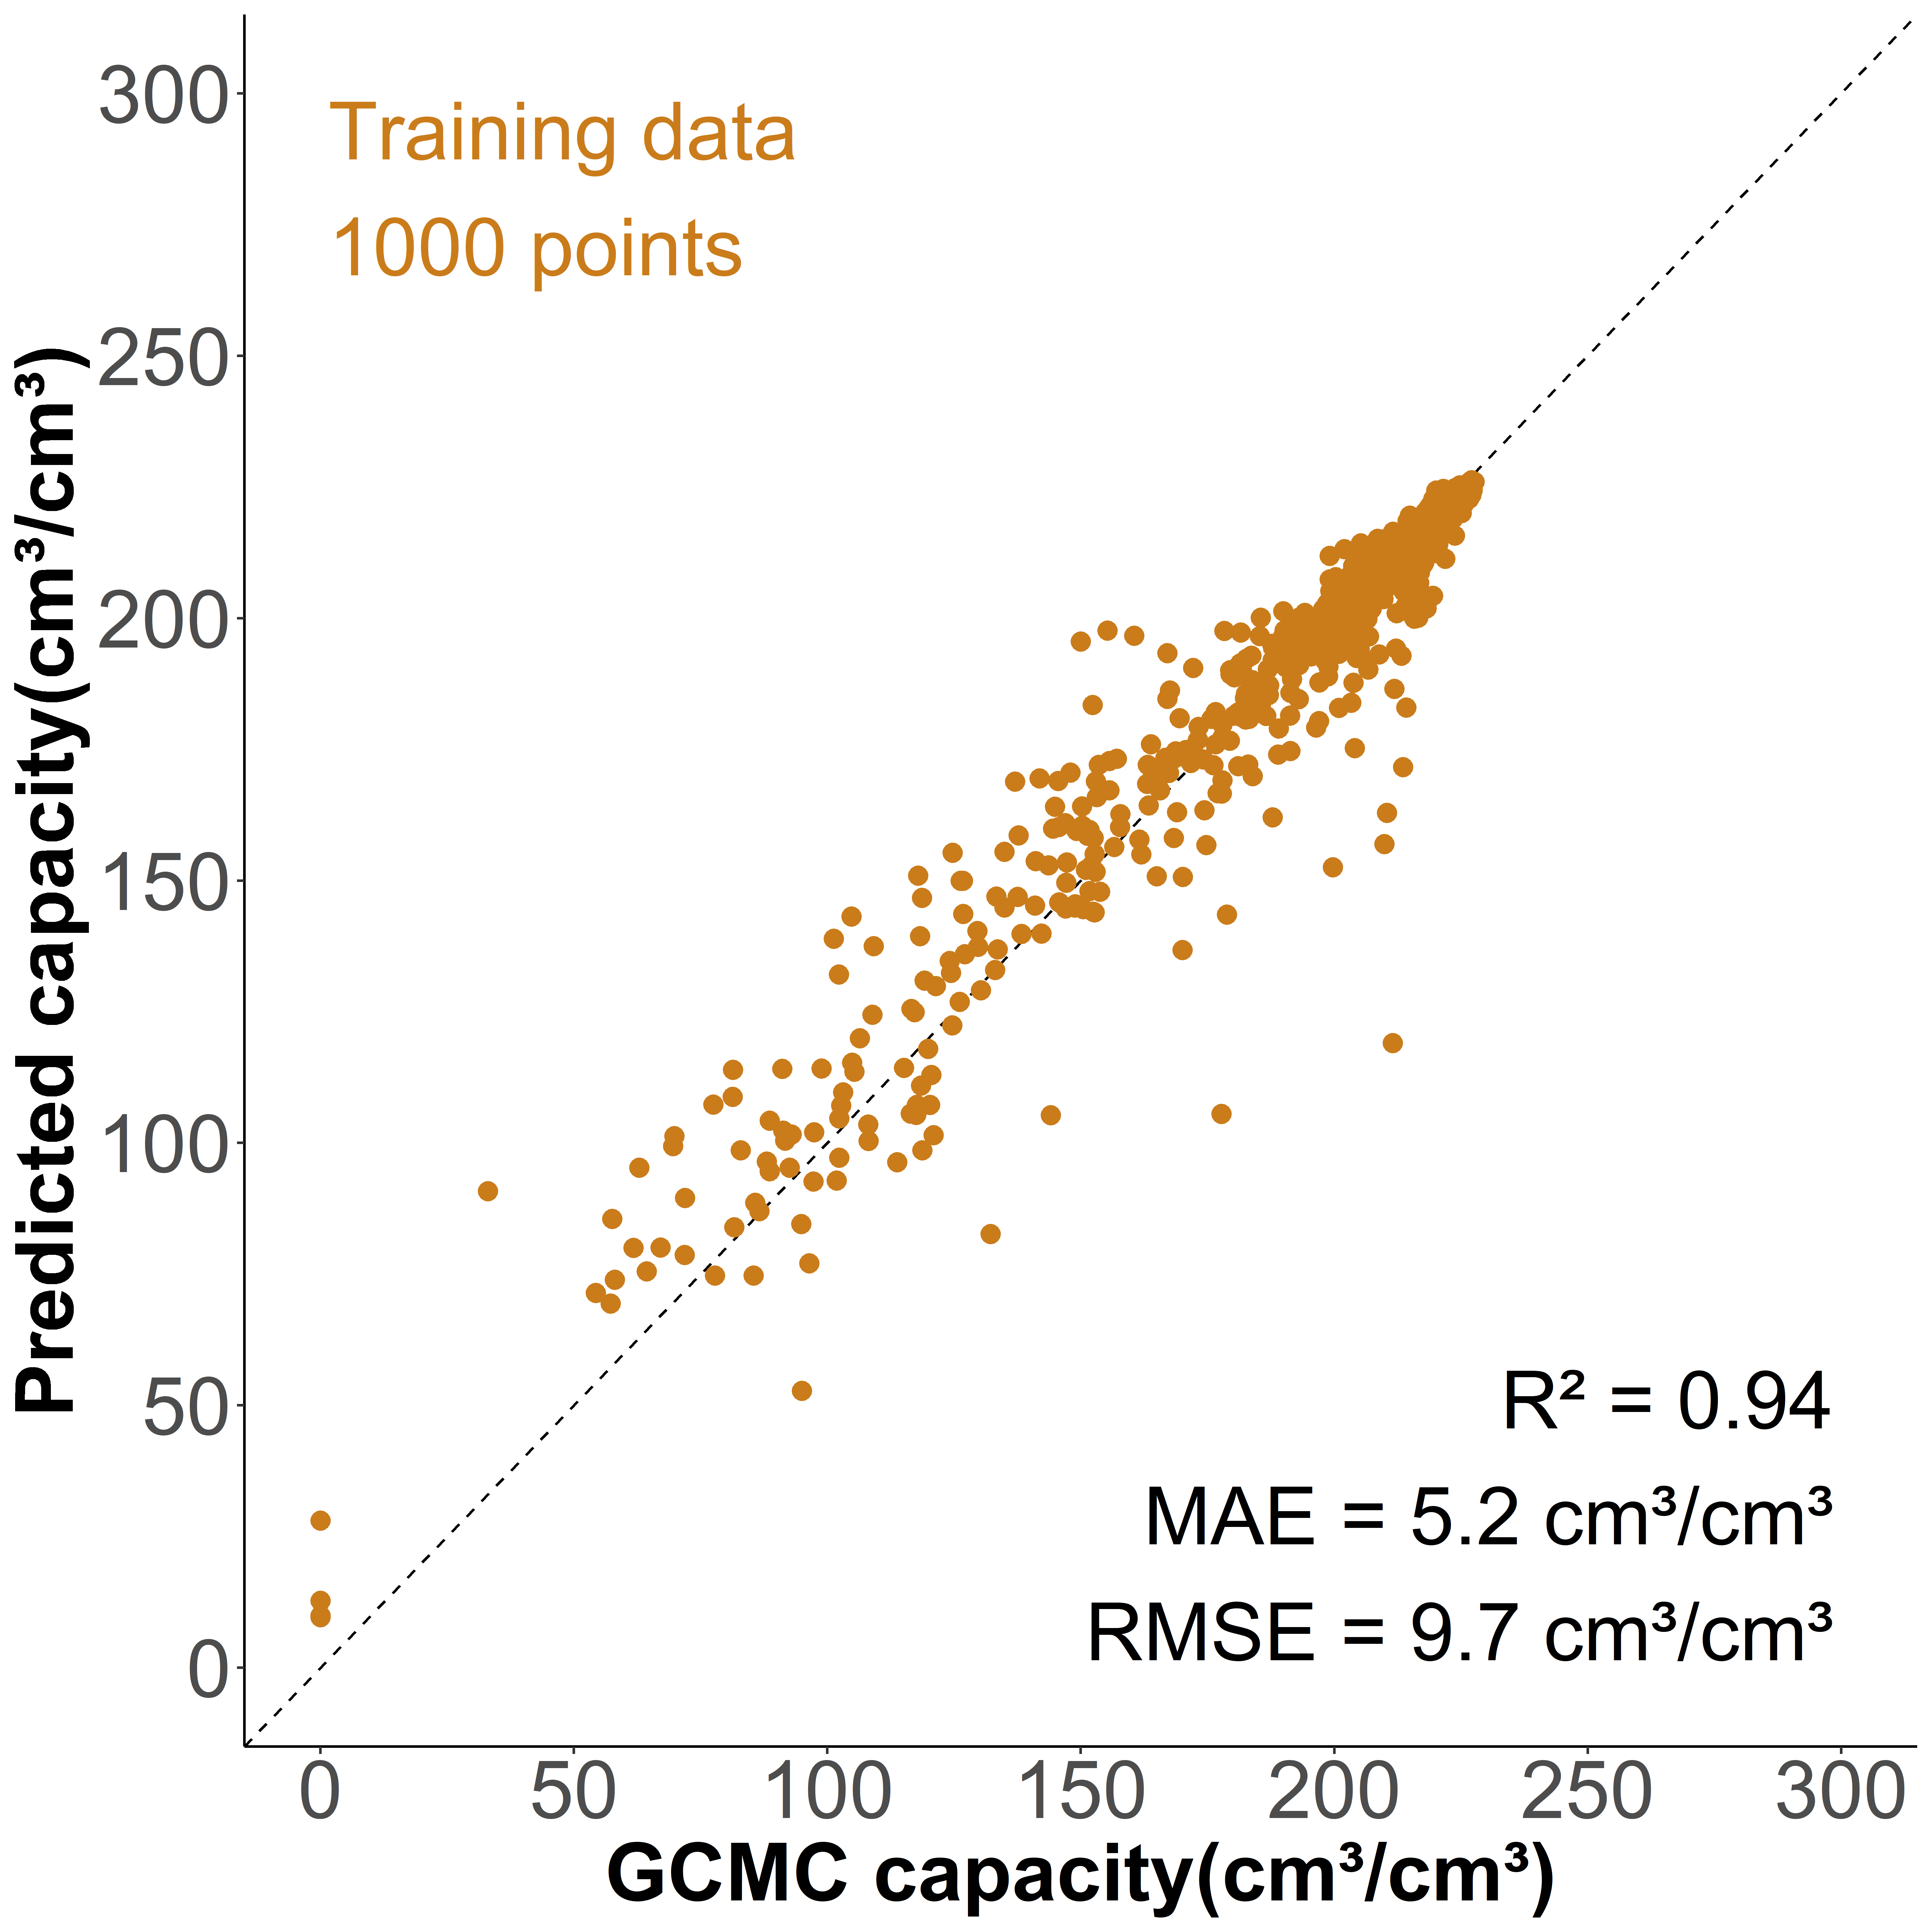 Training data
1000 points
300
250
200
150
100
50
0
Predicted capacity(cm³/cm³)
R² = 0.94
MAE = 5.2 cm³/cm³
RMSE = 9.7 cm³/cm³
0 50 100 150 200 250 300
GCMC capacity(cm³/cm³)